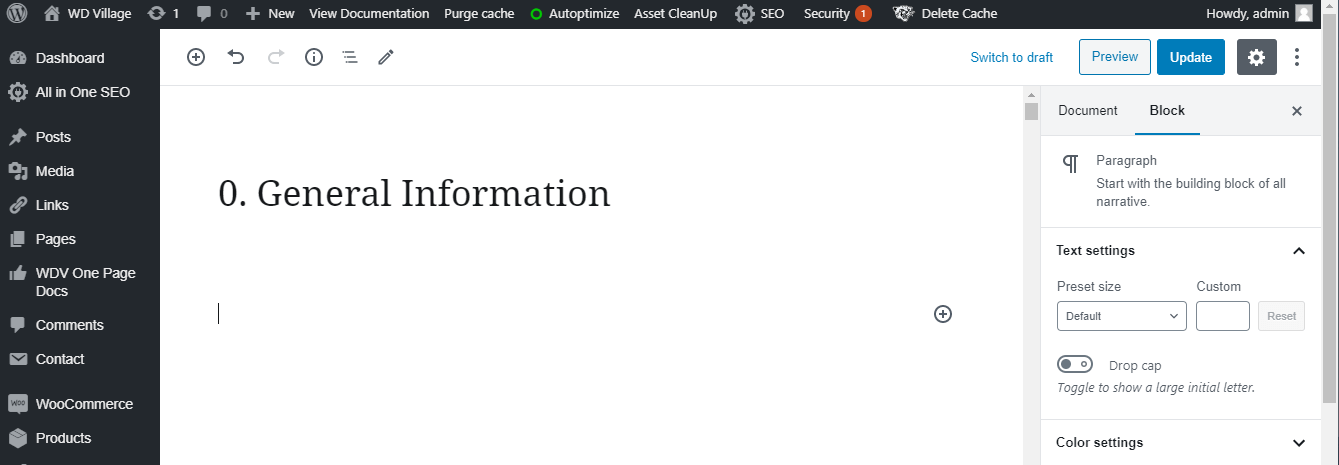 WD Village 1 0 New View Documentation Purge cache Autoptimize Asset CleanUp SEO Security 1 Delete Cache Howdy, admin
Dashboard
All in One SEO
Posts
Media
Links
Pages
WDV One Page
Docs
Comments
Contact
WOO WooCommerce
Products
Switch to draft Preview Update
0. General Information
Document Block
Paragraph
Start with the building block of all
narrative.
Text settings
Preset size Custom
Default Reset
Drop cap
Toggle to show a large initial letter.
Color settings